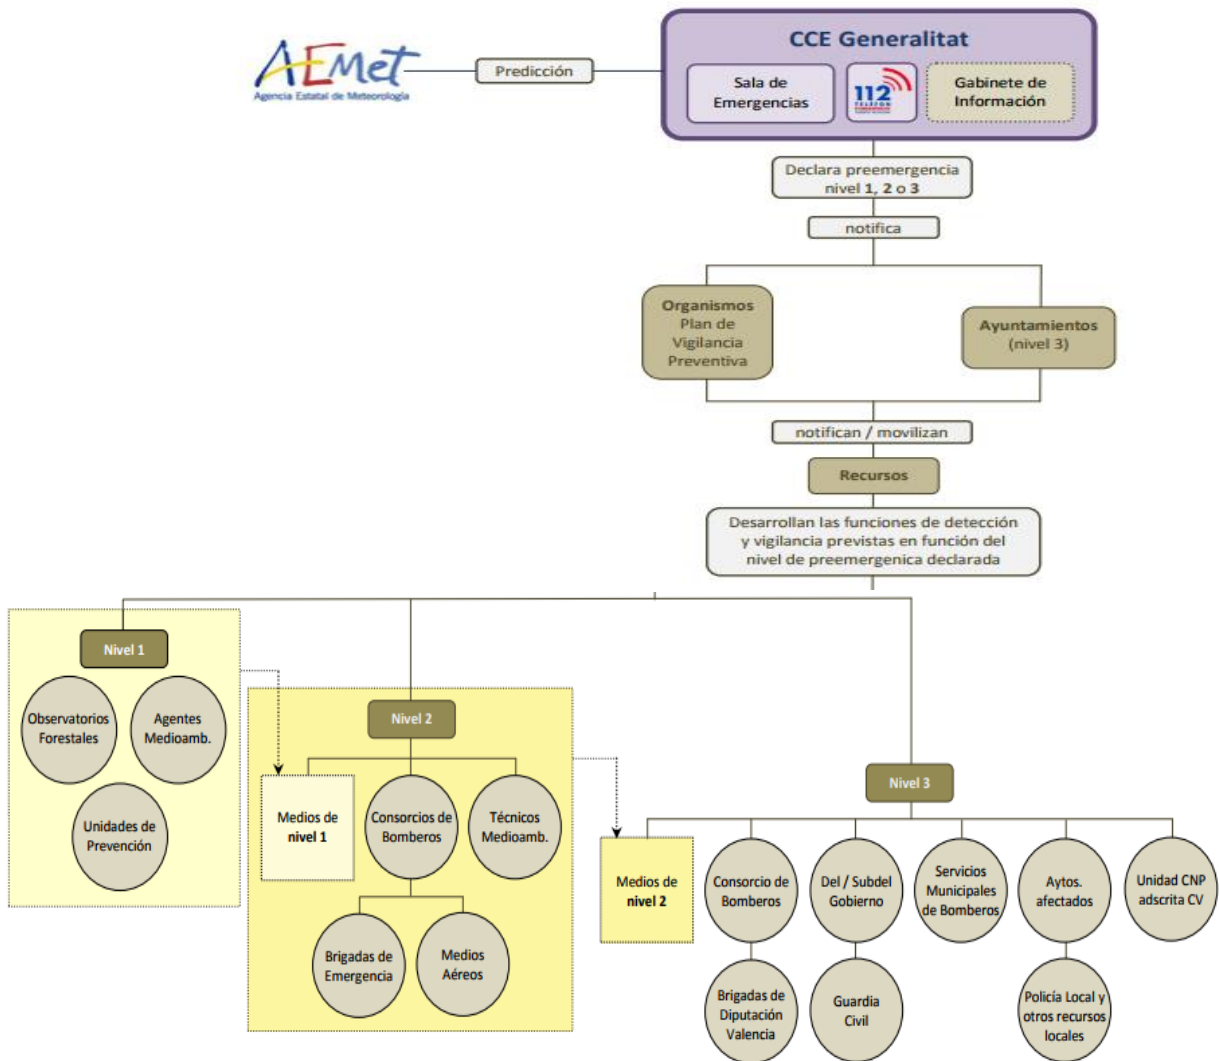 AEMet
Agencia Estatal de Meteorología
Predicción
CCE Generalitat
Sala de
Emergencias
112
TELÈFON
Gabinete de
Información
Declara preemergencia
nivel 1, 2 o 3
notifica
Organismos
Plan de
Vigilancia
Preventiva
Ayuntamientos
(nivel 3)
notifican / movilizan
Recursos
Desarrollan las funciones de detección
y vigilancia previstas en función del
nivel de preemergenica declarada
Nivel 1
Observatorios
Forestales
Agentes
Medioamb.
Unidades de
Prevención
Nivel 2
Medios de
nivel 1
Consorcios de
Bomberos
Técnicos
Medioamb.
Brigadas de
Emergencia
Medios
Aéreos
Nivel 3
Medios de
nivel 2
Consorcio de
Bomberos
Del / Subdel
Gobierno
Servicios
Municipales
de Bomberos
Aytos.
afectados
Unidad CNP
adscrita CV
Brigadas de
Diputación
Valencia
Guardia
Civil
Policía Local y
otros recursos
locales